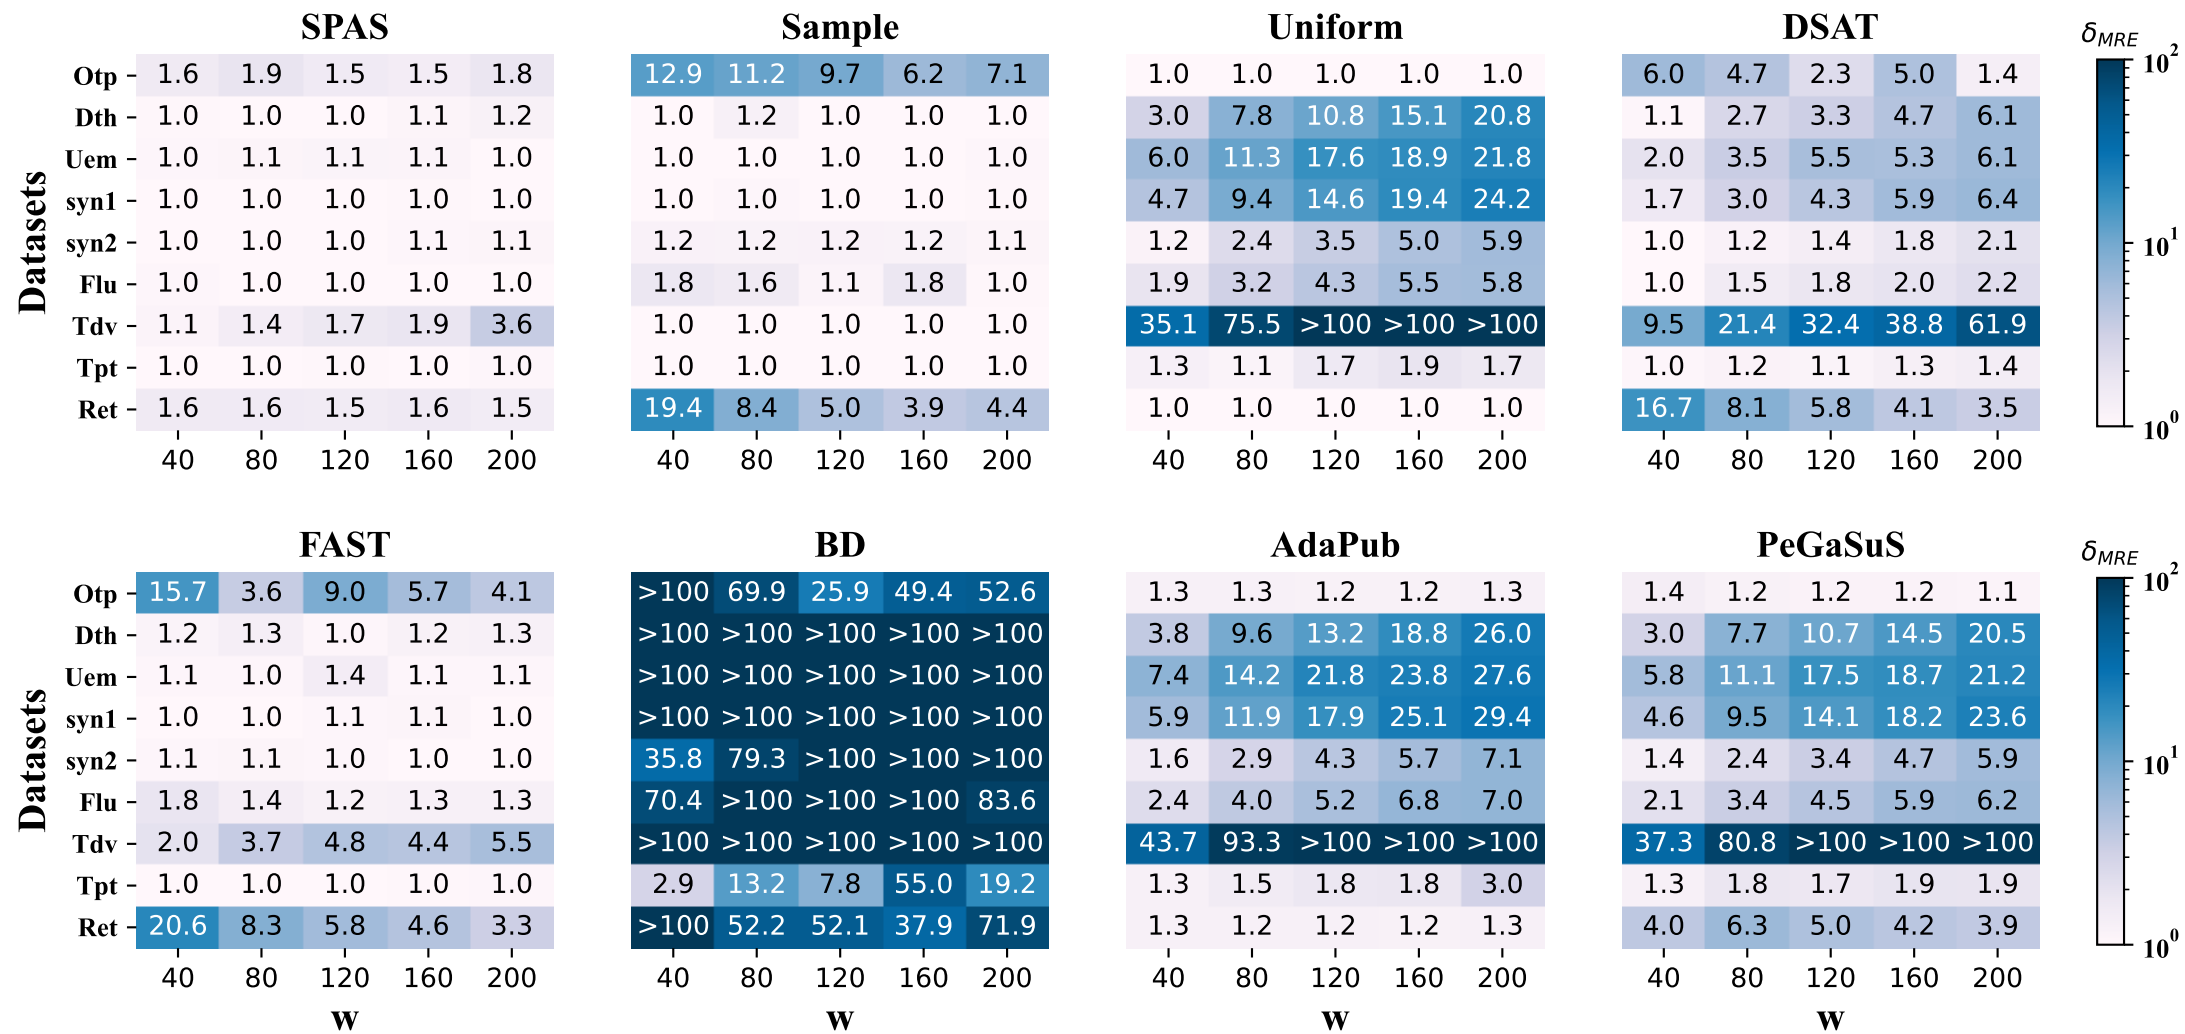 SPAS Sample Uniform DSAT
δMRE
Otp 1.6 1.9 1.5 1.5 1.8 12.9 11.2 9.7 6.2 7.1 1.0 1.0 1.0 1.0 1.0 6.0 4.7 2.3 5.0 1.4 10^2
Dth 1.0 1.0 1.0 1.1 1.2 1.0 1.2 1.0 1.0 1.0 3.0 7.8 10.8 15.1 20.8 1.1 2.7 3.3 4.7 6.1
Uem 1.0 1.1 1.1 1.1 1.0 1.0 1.0 1.0 1.0 1.0 6.0 11.3 17.6 18.9 21.8 2.0 3.5 5.5 5.3 6.1
syn1 1.0 1.0 1.0 1.0 1.0 1.0 1.0 1.0 1.0 1.0 4.7 9.4 14.6 19.4 24.2 1.7 3.0 4.3 5.9 6.4
syn2 1.0 1.0 1.0 1.1 1.1 1.2 1.2 1.2 1.2 1.1 1.2 2.4 3.5 5.0 5.9 1.0 1.2 1.4 1.8 2.1 10^1
Flu 1.0 1.0 1.0 1.0 1.0 1.8 1.6 1.1 1.8 1.0 1.9 3.2 4.3 5.5 5.8 1.0 1.5 1.8 2.0 2.2
Tdv 1.1 1.4 1.7 1.9 3.6 1.0 1.0 1.0 1.0 1.0 35.1 75.5 >100 >100 >100 9.5 21.4 32.4 38.8 61.9
Tpt 1.0 1.0 1.0 1.0 1.0 1.0 1.0 1.0 1.0 1.0 1.3 1.1 1.7 1.9 1.7 1.0 1.2 1.1 1.3 1.4
Ret 1.6 1.6 1.5 1.6 1.5 19.4 8.4 5.0 3.9 4.4 1.0 1.0 1.0 1.0 1.0 16.7 8.1 5.8 4.1 3.5 10^0
40 80 120 160 200 40 80 120 160 200 40 80 120 160 200 40 80 120 160 200
Datasets
FAST BD AdaPub PeGaSuS
δMRE
Otp 15.7 3.6 9.0 5.7 4.1 >100 69.9 25.9 49.4 52.6 1.3 1.3 1.2 1.2 1.3 1.4 1.2 1.2 1.2 1.1 10^2
Dth 1.2 1.3 1.0 1.2 1.3 >100 >100 >100 >100 >100 3.8 9.6 13.2 18.8 26.0 3.0 7.7 10.7 14.5 20.5
Uem 1.1 1.0 1.4 1.1 1.1 >100 >100 >100 >100 >100 7.4 14.2 21.8 23.8 27.6 5.8 11.1 17.5 18.7 21.2
syn1 1.0 1.0 1.1 1.1 1.0 >100 >100 >100 >100 >100 5.9 11.9 17.9 25.1 29.4 4.6 9.5 14.1 18.2 23.6
syn2 1.1 1.1 1.0 1.0 1.0 35.8 79.3 >100 >100 >100 1.6 2.9 4.3 5.7 7.1 1.4 2.4 3.4 4.7 5.9 10^1
Flu 1.8 1.4 1.2 1.3 1.3 70.4 >100 >100 >100 83.6 2.4 4.0 5.2 6.8 7.0 2.1 3.4 4.5 5.9 6.2
Tdv 2.0 3.7 4.8 4.4 5.5 >100 >100 >100 >100 >100 43.7 93.3 >100 >100 >100 37.3 80.8 >100 >100 >100
Tpt 1.0 1.0 1.0 1.0 1.0 2.9 13.2 7.8 55.0 19.2 1.3 1.5 1.8 1.8 3.0 1.3 1.8 1.7 1.9 1.9
Ret 20.6 8.3 5.8 4.6 3.3 >100 52.2 52.1 37.9 71.9 1.3 1.2 1.2 1.2 1.3 4.0 6.3 5.0 4.2 3.9 10^0
40 80 120 160 200 40 80 120 160 200 40 80 120 160 200 40 80 120 160 200
Datasets
w w w w